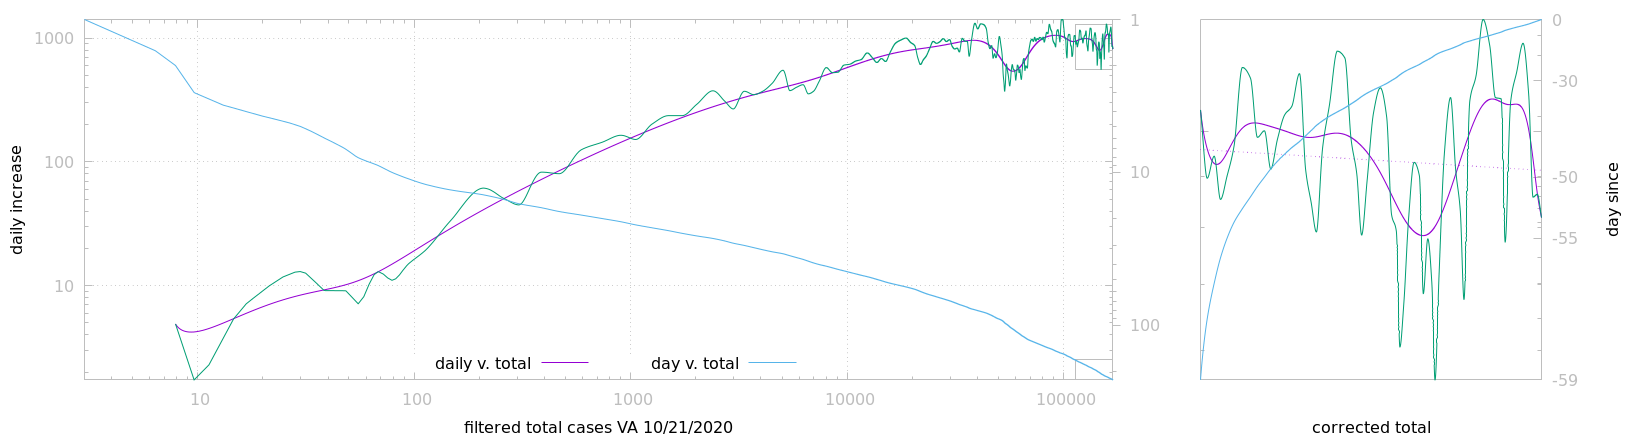 1000
100
10
daily increase
daily v. total
day v. total
10
100
1000
10000
100000
filtered total cases VA 10/21/2020
1
10
100
0
-30
-50
-55
-59
day since
corrected total